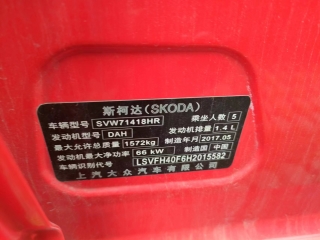 斯柯达(SKODA)
车辆型号 SVW71418HR 乘坐人数 5
发动机型号 DAH 发动机排量 1.4 L
最大允许总质量 1572kg 制造年月 2017.05
发动机最大净功率 66 kW 制造国 中国
车辆识别代号 LSVFH40F6H2015582
上汽大众汽车有限公司